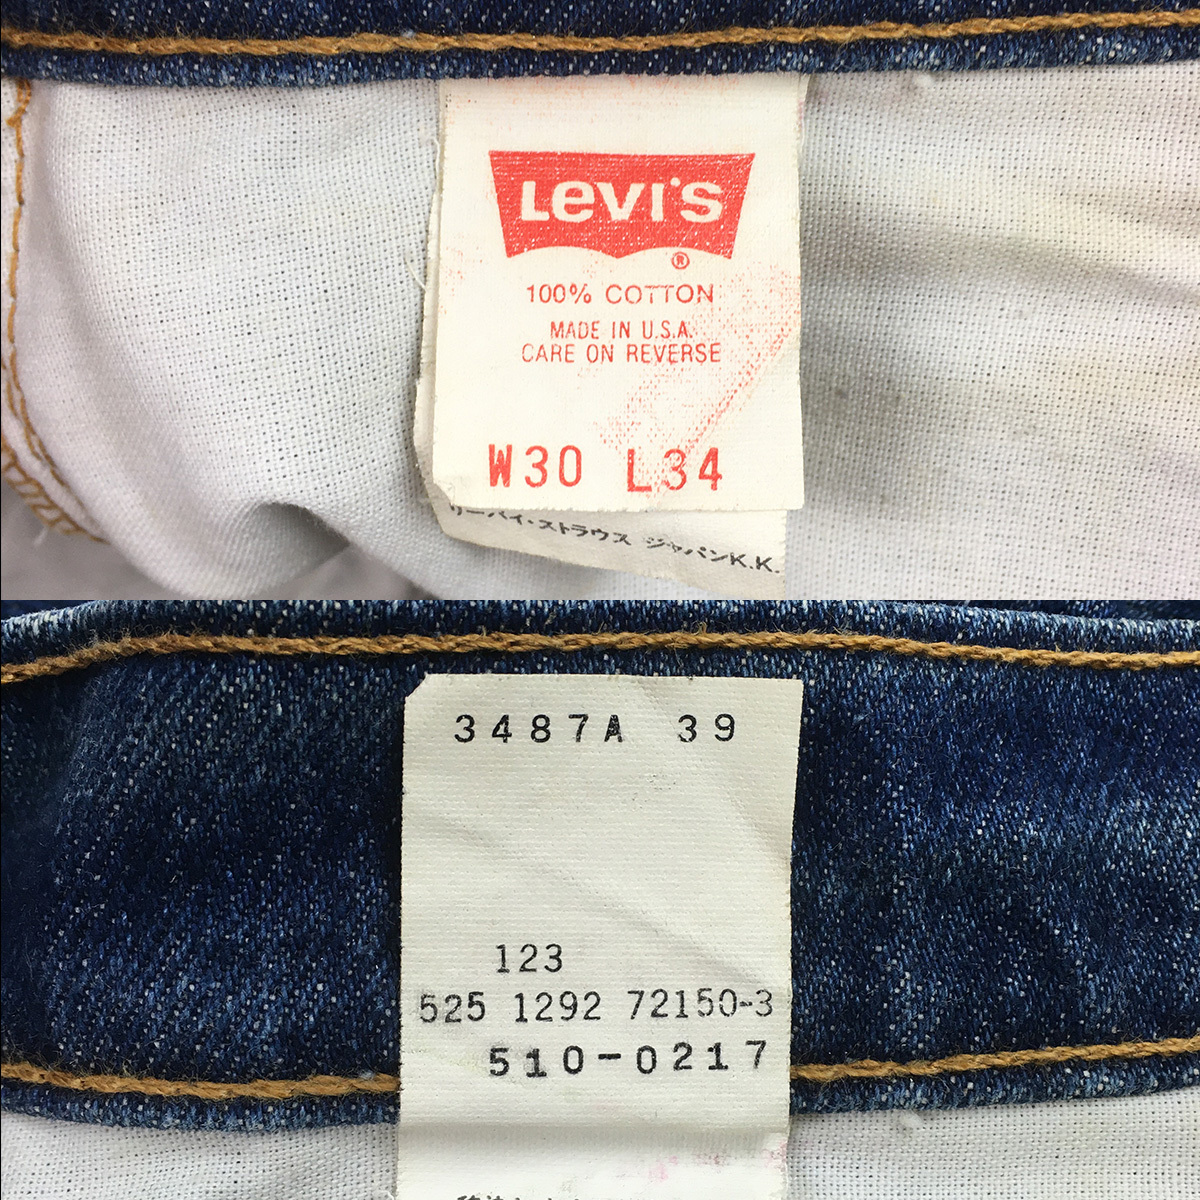 LEVI'S
®
100% COTTON
MADE IN U.S.A.
CARE ON REVERSE
W30 L34
リーバイ・ストラウス ジャパンK.K.
3487A 39
123
525 1292 72150-3
510-0217